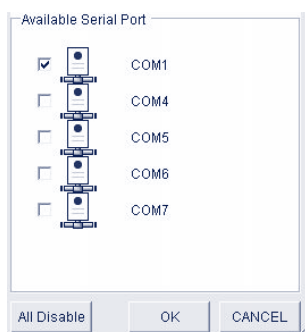 Available Serial Port
COM1
COM4
COM5
COM6
COM7
All Disable OK CANCEL